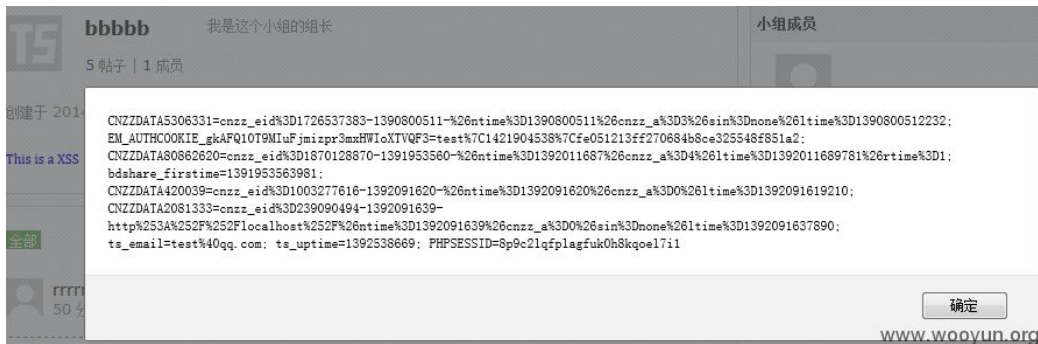 TS
bbbbb 我是这个小组的组长
小组成员
5 帖子 | 1 成员
创建于 2014
CNZZDATA5306331=cnzz_eid%3D1726537383-1390800511-%26ntime%3D1390800511%26cnzz_a%3D3%26sin%3Dnone%26ltime%3D1390800512232;
EM_AUTHCOOKIE_gkAFQ1OT9MIuFjmizpr3mxHWIoXTVQF3=test%7C1421904538%7Cfe051213ff270684b8ce325548f851a2;
CNZZDATA80862620=cnzz_eid%3D1870128870-1391953560-%26ntime%3D1392011687%26cnzz_a%3D4%26ltime%3D1392011689781%26rtime%3D1;
bdshare_firstime=1391953563981;
CNZZDATA420039=cnzz_eid%3D1003277616-1392091620-%26ntime%3D1392091620%26cnzz_a%3D0%26ltime%3D1392091619210;
CNZZDATA2081333=cnzz_eid%3D239090494-1392091639-
http%253A%252F%252Flocalhost%252F%26ntime%3D1392091639%26cnzz_a%3D0%26sin%3Dnone%26ltime%3D1392091637890;
ts_email=test%40qq.com; ts_uptime=1392538669; PHPSESSID=8p9c2lqfplagfuk0h8kqoel7i1
This is a XSS
全部
rrrrr
50 分
确定
www.wooyun.org